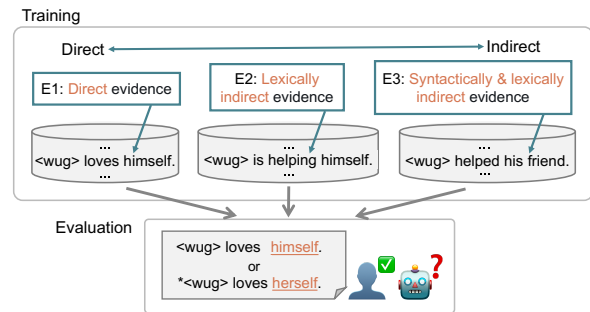 Training
Direct
Indirect
E1: Direct evidence
E2: Lexically
indirect evidence
E3: Syntactically & lexically
indirect evidence
...
<wug> loves himself.
...
...
<wug> is helping himself.
...
...
<wug> helped his friend.
...
Evaluation
<wug> loves himself.
or
*<wug> loves herself.
?